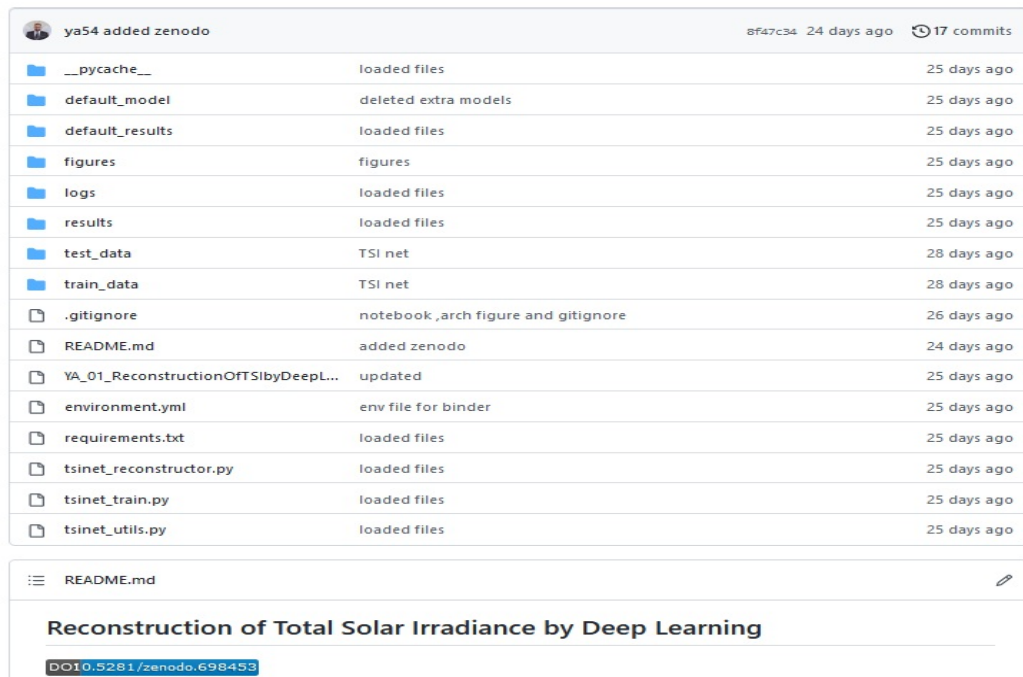 ya54 added zenodo 8f47c34 24 days ago 17 commits
__pycache__ loaded files 25 days ago
default_model deleted extra models 25 days ago
default_results loaded files 25 days ago
figures figures 25 days ago
logs loaded files 25 days ago
results loaded files 25 days ago
test_data TSI net 28 days ago
train_data TSI net 28 days ago
.gitignore notebook ,arch figure and gitignore 26 days ago
README.md added zenodo 24 days ago
YA_01_ReconstructionOfTSIbyDeepL... updated 25 days ago
environment.yml env file for binder 25 days ago
requirements.txt loaded files 25 days ago
tsinet_reconstructor.py loaded files 25 days ago
tsinet_train.py loaded files 25 days ago
tsinet_utils.py loaded files 25 days ago
README.md
Reconstruction of Total Solar Irradiance by Deep Learning
DOI10.5281/zenodo.698453